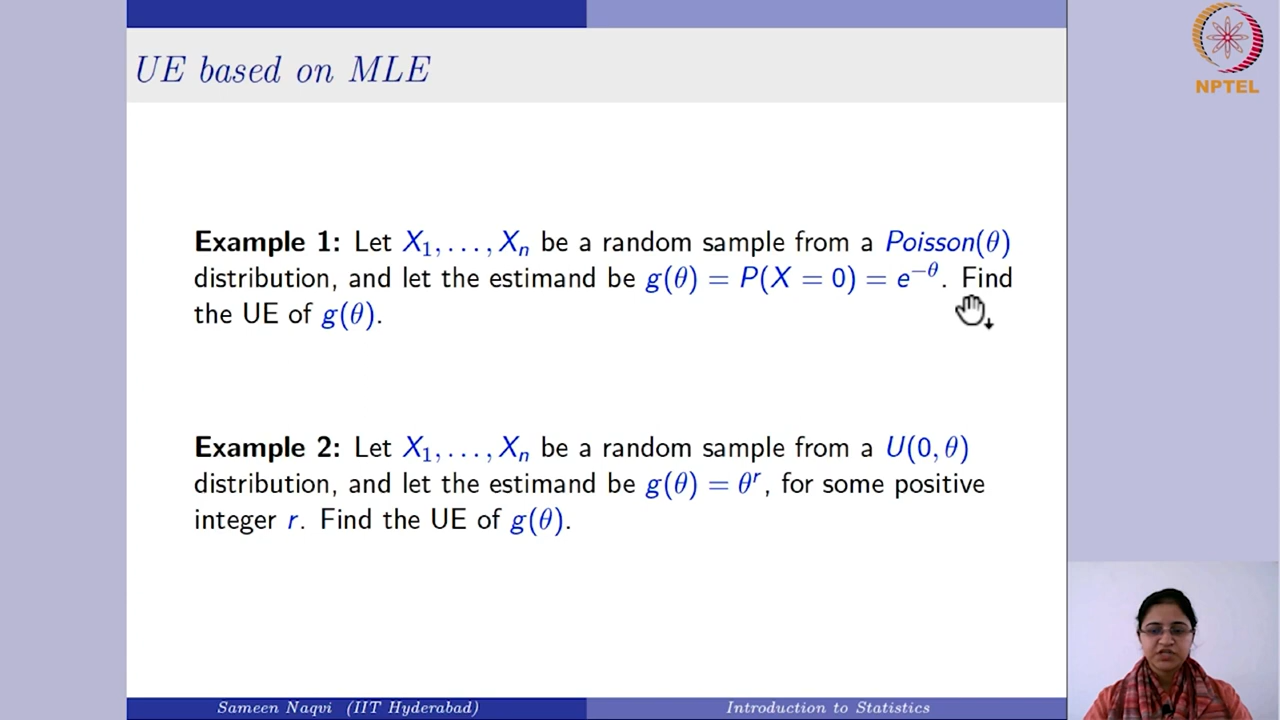 UE based on MLE
NPTEL
Example 1: Let X₁, . . . , Xₙ be a random sample from a Poisson(θ)
distribution, and let the estimand be g(θ) = P(X = 0) = e^{−θ}. Find
the UE of g(θ).
Example 2: Let X₁, . . . , Xₙ be a random sample from a U(0, θ)
distribution, and let the estimand be g(θ) = θ^r, for some positive
integer r. Find the UE of g(θ).
Sameen Naqvi (IIT Hyderabad) Introduction to Statistics